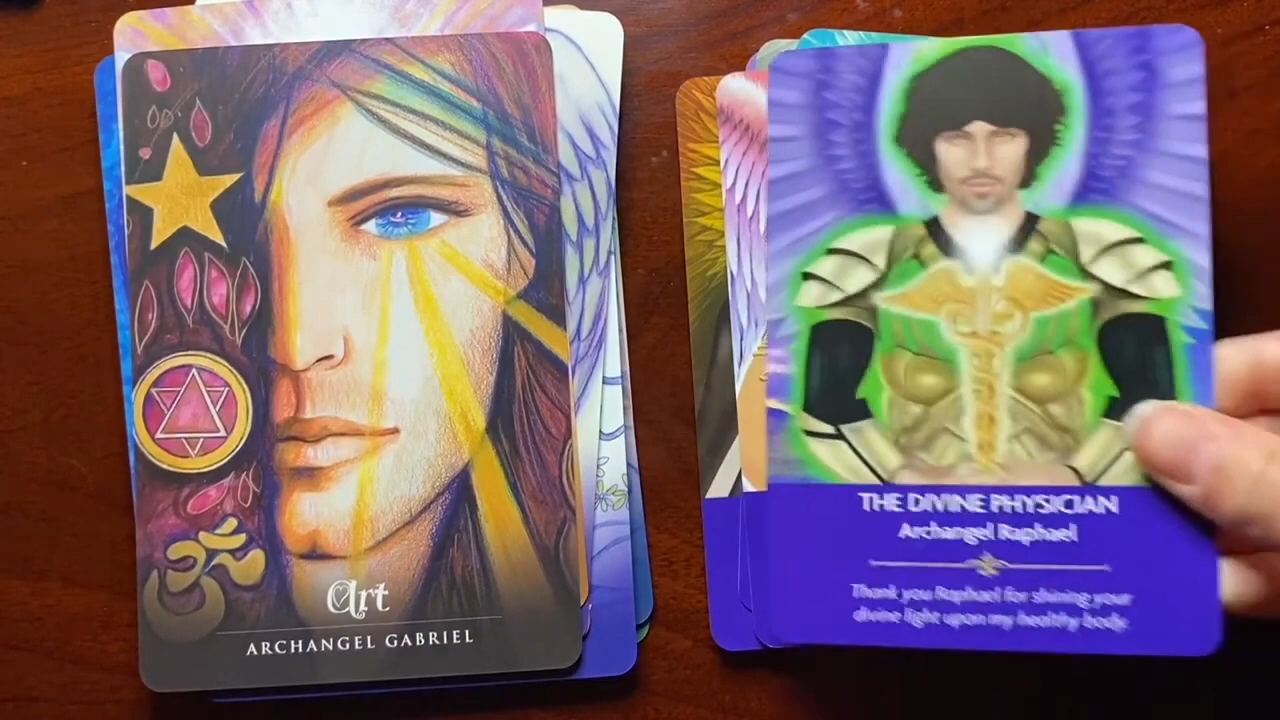 Art
ARCHANGEL GABRIEL
THE DIVINE PHYSICIAN
Archangel Raphael
Thank you Raphael for shining your
divine light upon my healthy body.